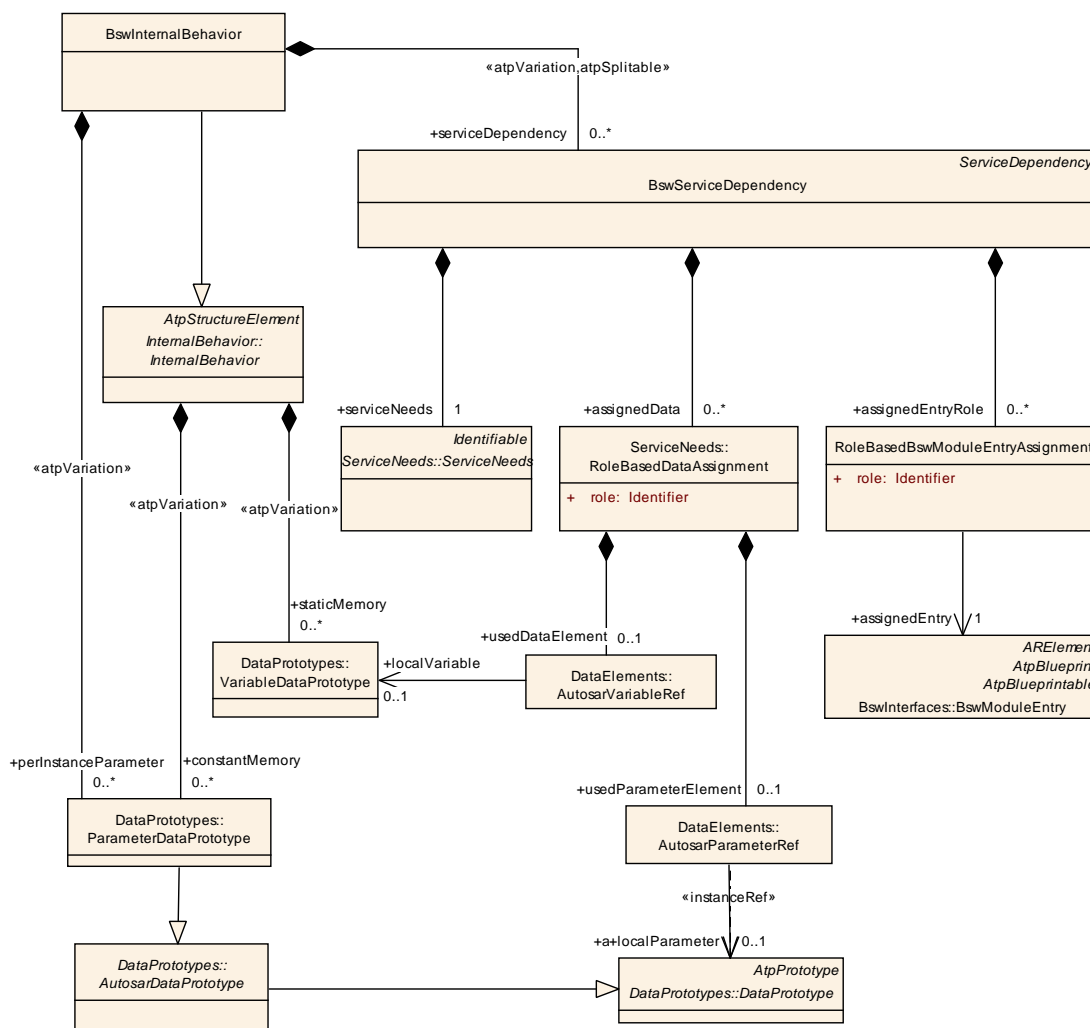 BswInternalBehavior
«atpVariation,atpSplitable»
+serviceDependency 0..*
ServiceDependency
BswServiceDependency
AtpStructureElement
InternalBehavior::
InternalBehavior
+serviceNeeds 1
+assignedData 0..*
+assignedEntryRole 0..*
Identifiable
ServiceNeeds::ServiceNeeds
ServiceNeeds::
RoleBasedDataAssignment
+ role: Identifier
RoleBasedBswModuleEntryAssignment
+ role: Identifier
«atpVariation»
«atpVariation»
«atpVariation»
+staticMemory
0..*
+usedDataElement 0..1
+assignedEntry 1
DataPrototypes::
VariableDataPrototype
+localVariable
0..1
DataElements::
AutosarVariableRef
ARElemen
AtpBlueprin
AtpBlueprintable
BswInterfaces::BswModuleEntry
+perInstanceParameter
0..*
+constantMemory
0..*
+usedParameterElement 0..1
DataPrototypes::
ParameterDataPrototype
DataElements::
AutosarParameterRef
«instanceRef»
+a+localParameter 0..1
DataPrototypes::
AutosarDataPrototype
AtpPrototype
DataPrototypes::DataPrototype